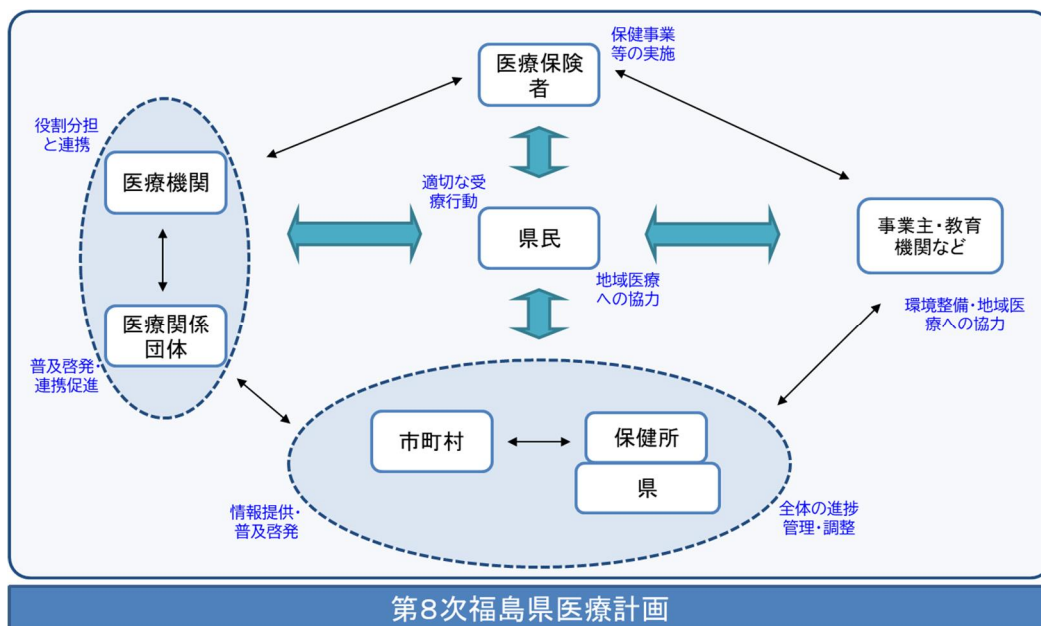 保健事業
等の実施
医療保険
者
役割分担
と連携
医療機関
適切な受
療行動
県民
地域医療
への協力
事業主・教育
機関など
環境整備・地域医
療への協力
医療関係
団体
普及啓発・
連携促進
市町村
保健所
県
情報提供・
普及啓発
全体の進捗
管理・調整
第8次福島県医療計画